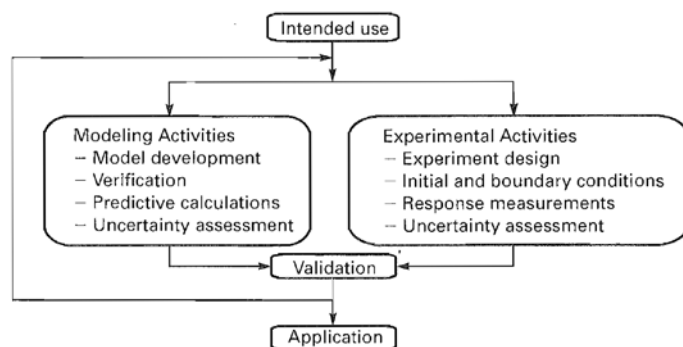 Intended use
Modeling Activities
– Model development
– Verification
– Predictive calculations
– Uncertainty assessment
Experimental Activities
– Experiment design
– Initial and boundary conditions
– Response measurements
– Uncertainty assessment
Validation
Application